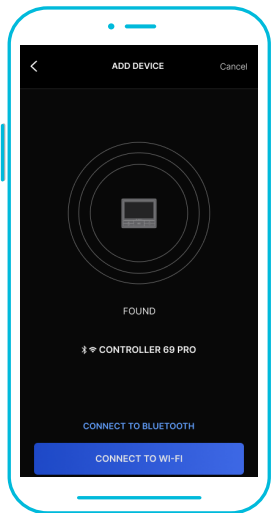 ADD DEVICE Cancel
FOUND
CONTROLLER 69 PRO
CONNECT TO BLUETOOTH
CONNECT TO WI-FI